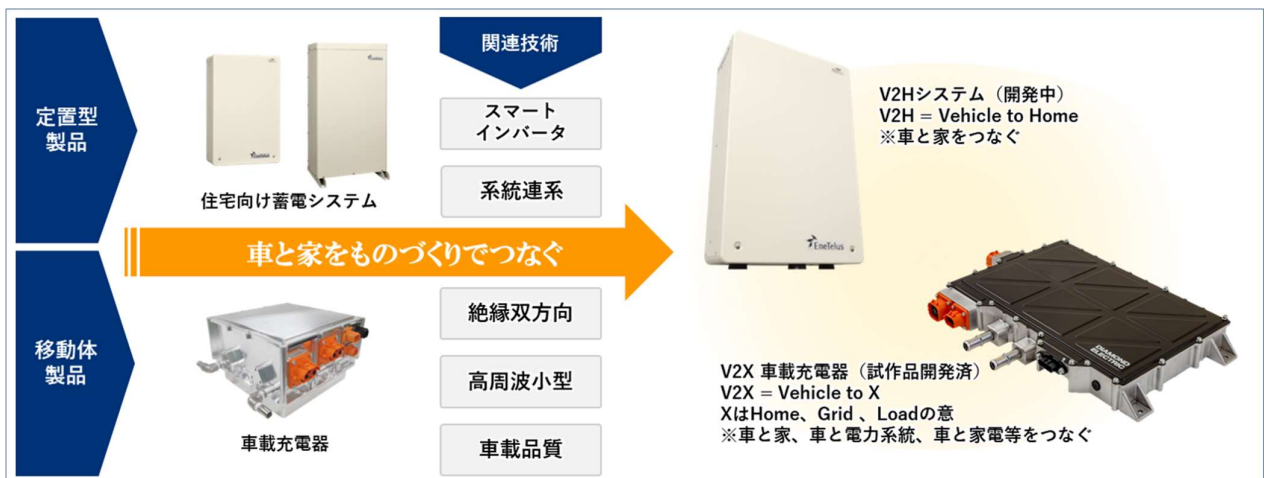 定置型
製品
住宅向け蓄電システム
EneTelus
関連技術
スマート
インバータ
系統連系
車と家をものづくりでつなぐ
移動体
製品
車載充電器
絶縁双方向
高周波小型
車載品質
EneTelus
V2Hシステム（開発中）
V2H = Vehicle to Home
※車と家をつなぐ
DIAMOND
ELECTRIC
V2X 車載充電器（試作品開発済）
V2X = Vehicle to X
XはHome、Grid 、Loadの意
※車と家、車と電力系統、車と家電等をつなぐ